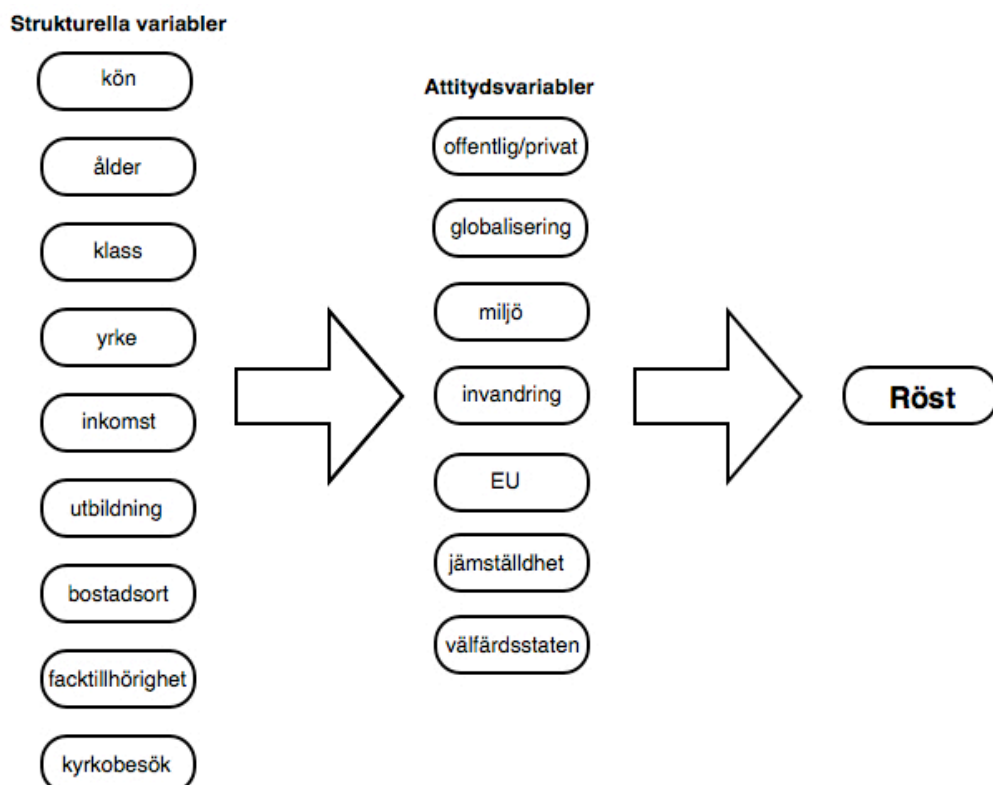 Strukturella variabler
kön
ålder
klass
yrke
inkomst
utbildning
bostadsort
facktillhörighet
kyrkobesök
Attitydsvariabler
offentlig/privat
globalisering
miljö
invandring
EU
jämställdhet
välfärdsstaten
Röst